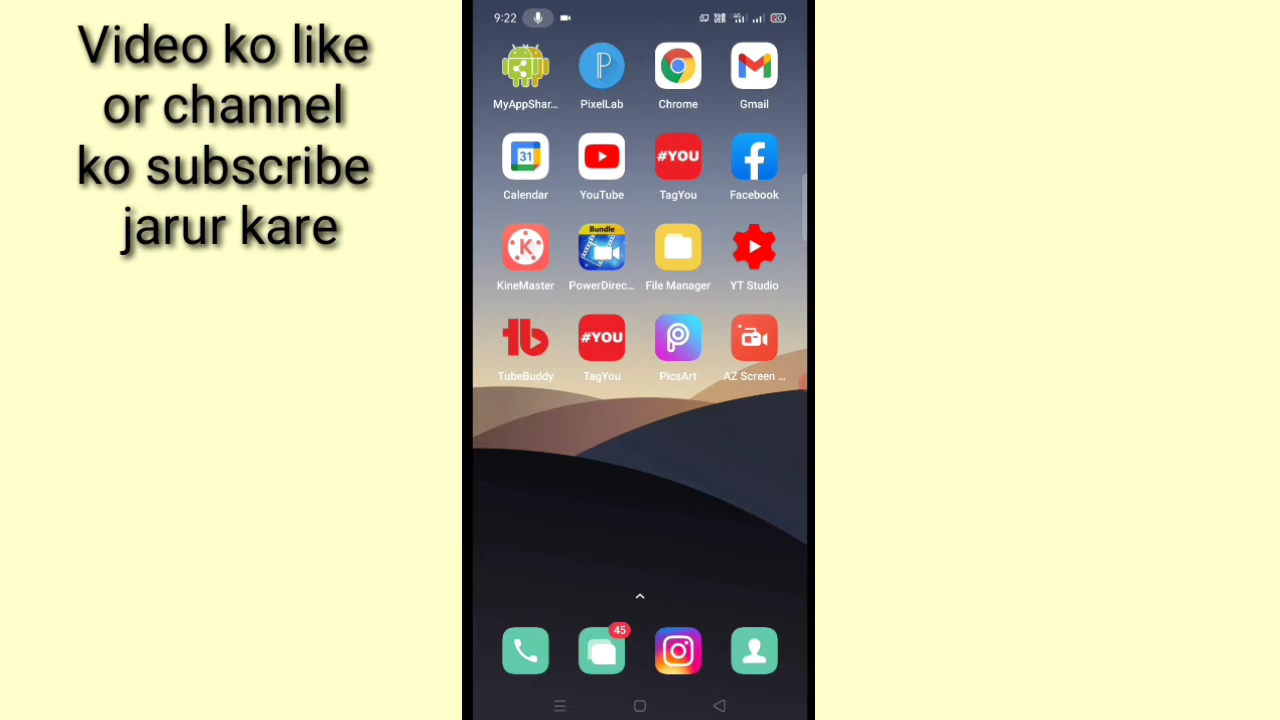 Video ko like
or channel
ko subscribe
jarur kare
9:22
20
MyAppShar... PixelLab Chrome Gmail
31
#YOU
Calendar YouTube TagYou Facebook
Bundle
KineMaster PowerDirec... File Manager YT Studio
#YOU
TubeBuddy TagYou PicsArt AZ Screen ...
45